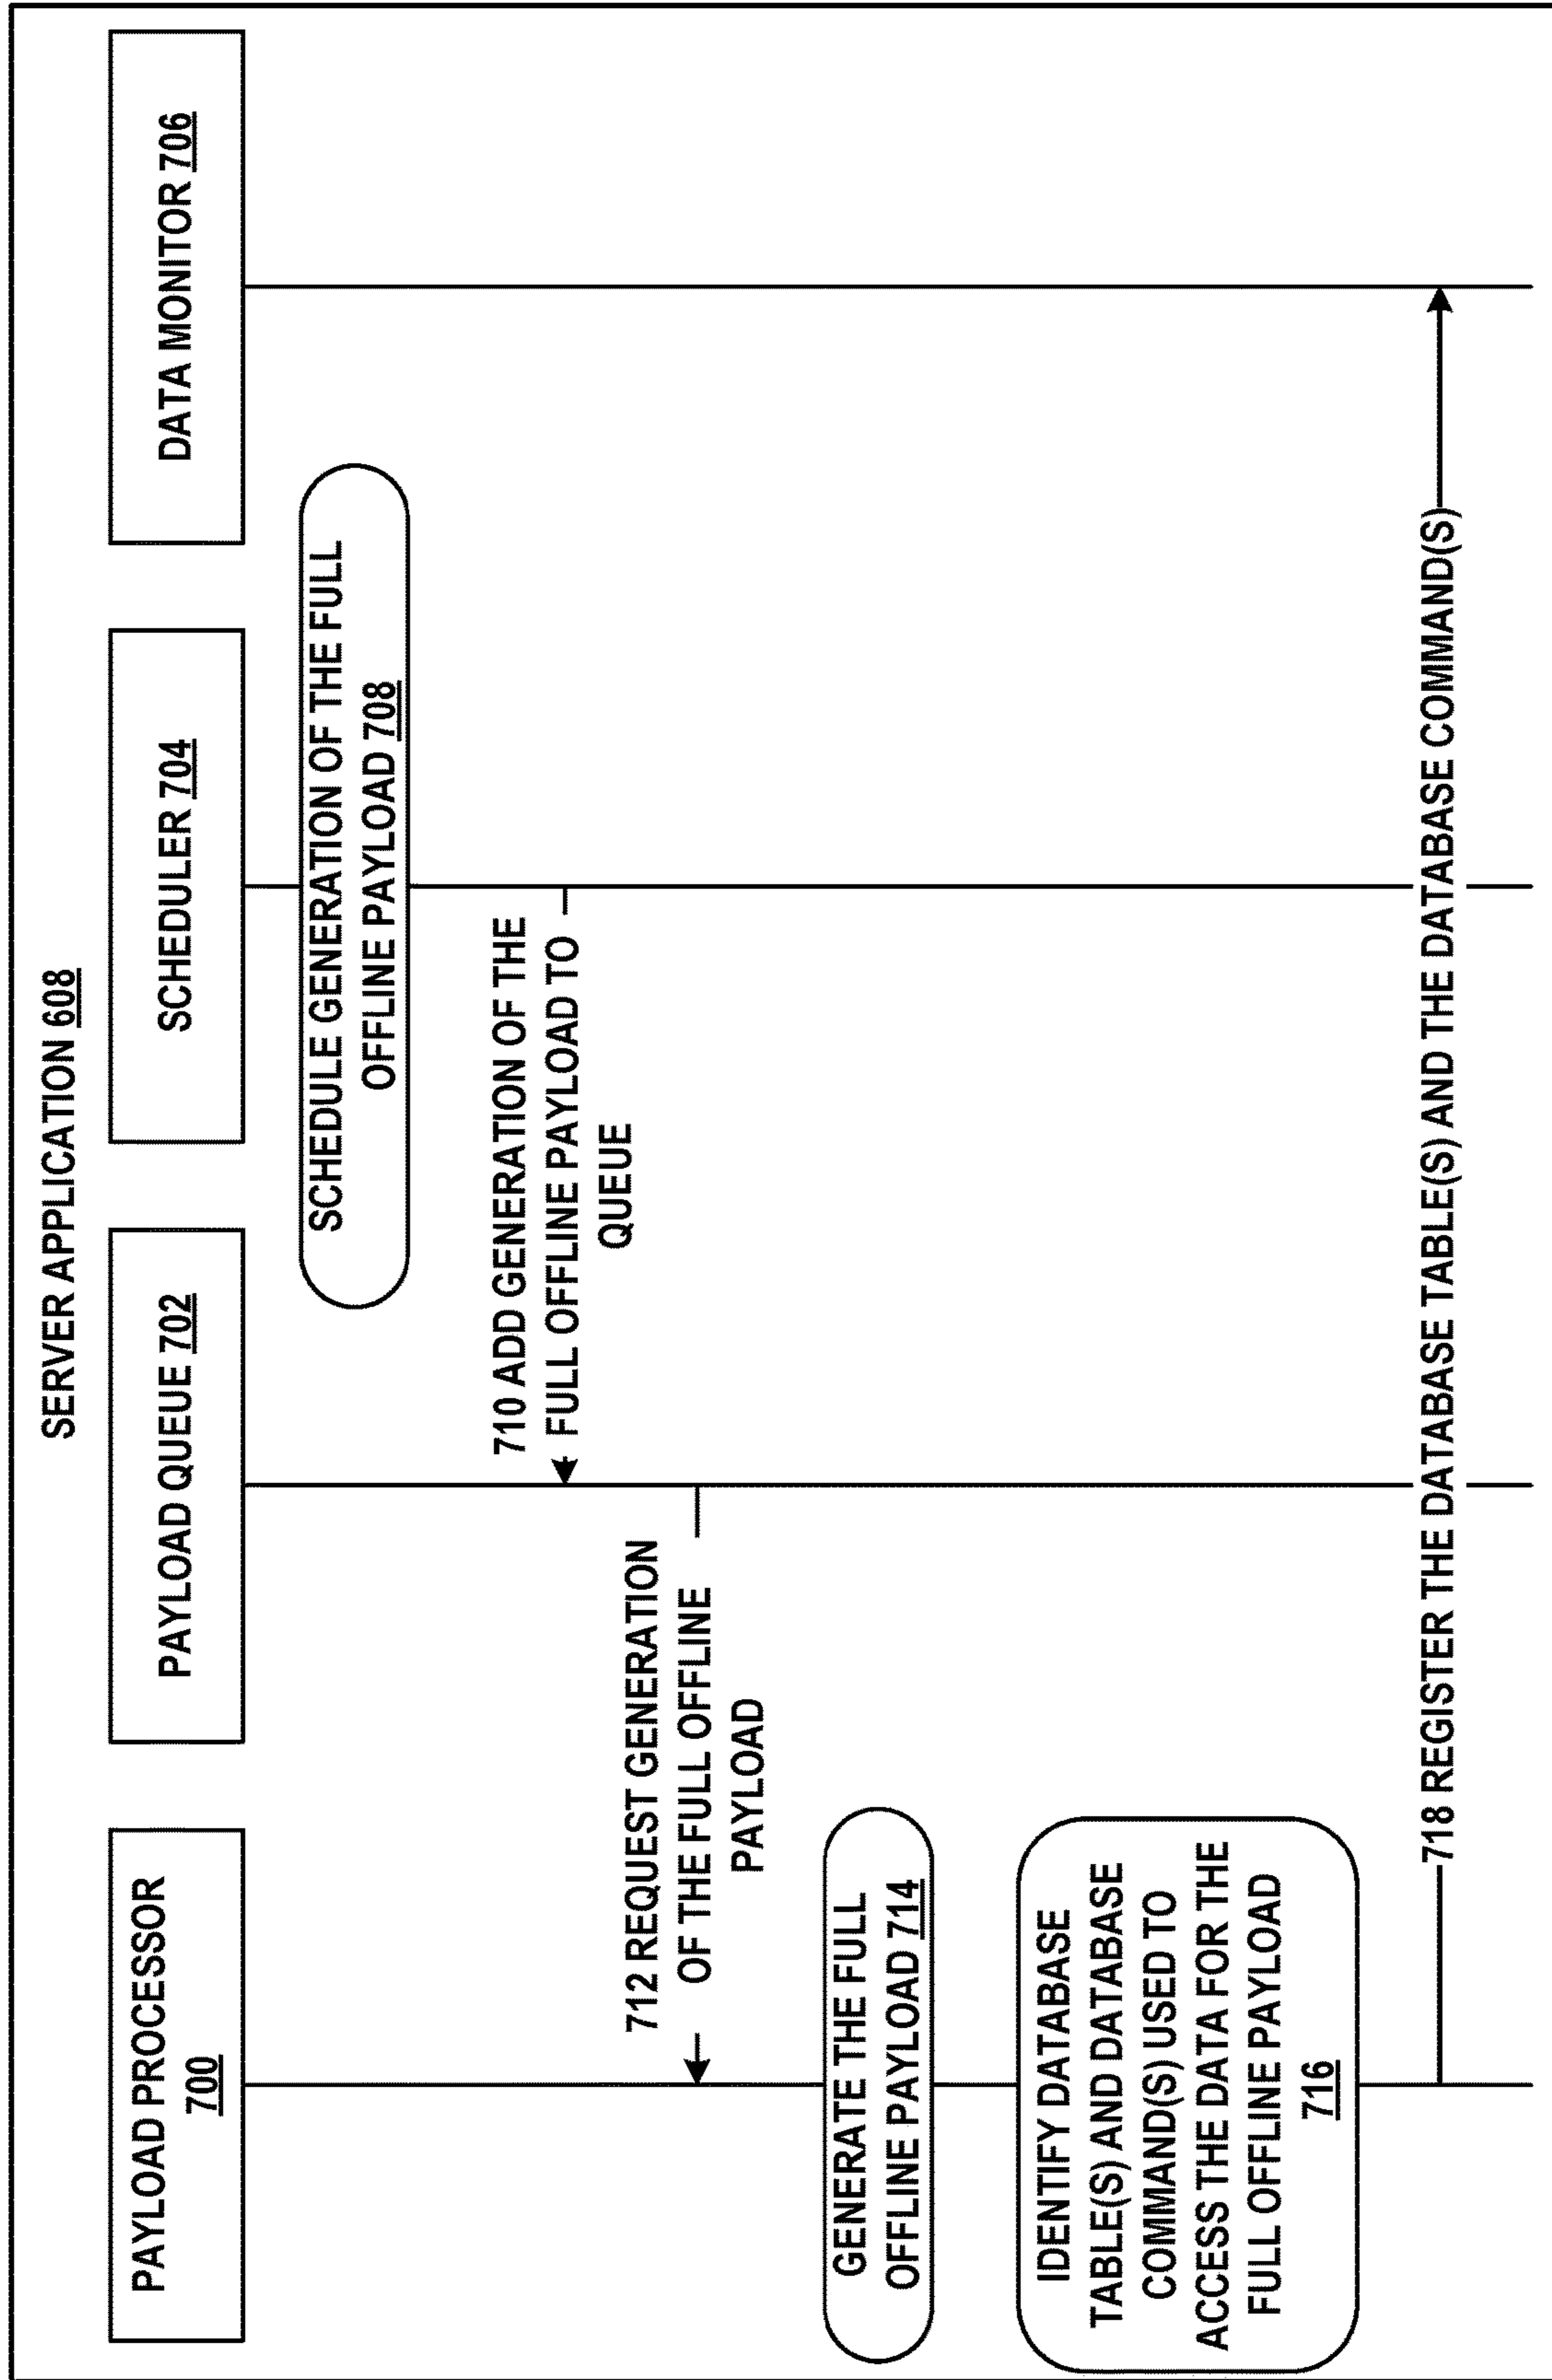 SERVER APPLICATION 608
PAYLOAD PROCESSOR
700
PAYLOAD QUEUE 702
SCHEDULER 704
DATA MONITOR 706
SCHEDULE GENERATION OF THE FULL
OFFLINE PAYLOAD 708
710 ADD GENERATION OF THE
FULL OFFLINE PAYLOAD TO
QUEUE
712 REQUEST GENERATION
OF THE FULL OFFLINE
PAYLOAD
GENERATE THE FULL
OFFLINE PAYLOAD 714
IDENTIFY DATABASE
TABLE(S) AND DATABASE
COMMAND(S) USED TO
ACCESS THE DATA FOR THE
FULL OFFLINE PAYLOAD
716
718 REGISTER THE DATABASE TABLE(S) AND THE DATABASE COMMAND(S)